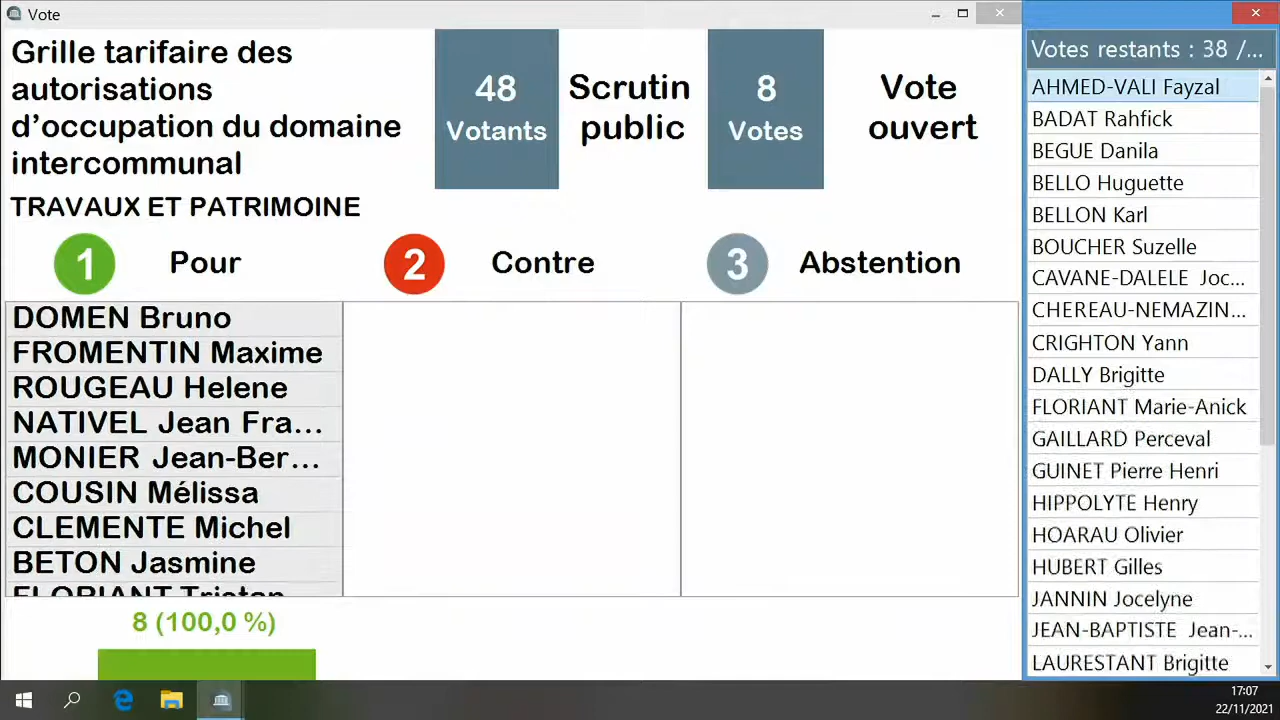 Vote
Grille tarifaire des
autorisations
d'occupation du domaine
intercommunal
TRAVAUX ET PATRIMOINE
48
Votants
Scrutin
public
8
Votes
Vote
ouvert
1 Pour
2 Contre
3 Abstention
DOMEN Bruno
FROMENTIN Maxime
ROUGEAU Helene
NATIVEL Jean Fra...
MONIER Jean-Ber...
COUSIN Mélissa
CLEMENTE Michel
BETON Jasmine
FLORIANT Tristan
8 (100,0 %)
Votes restants : 38 /...
AHMED-VALI Fayzal
BADAT Rahfick
BEGUE Danila
BELLO Huguette
BELLON Karl
BOUCHER Suzelle
CAVANE-DALELE Joc...
CHEREAU-NEMAZIN...
CRIGHTON Yann
DALLY Brigitte
FLORIANT Marie-Anick
GAILLARD Perceval
GUINET Pierre Henri
HIPPOLYTE Henry
HOARAU Olivier
HUBERT Gilles
JANNIN Jocelyne
JEAN-BAPTISTE Jean-...
LAURESTANT Brigitte
17:07
22/11/2021